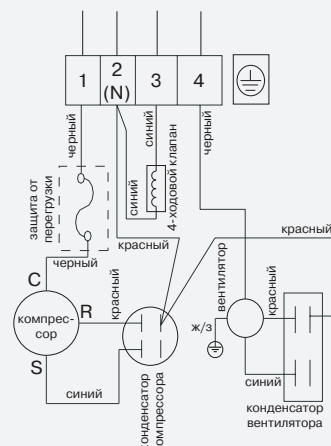 1
2
(N)
3
4
черный
синий
синий
4-ходовой клапан
черный
защита от
перегрузки
черный
красный
красный
C
R
S
компрес-
сор
красный
синий
конденсатор
компрессора
вентилятор
ж/з
красный
синий
конденсатор
вентилятора